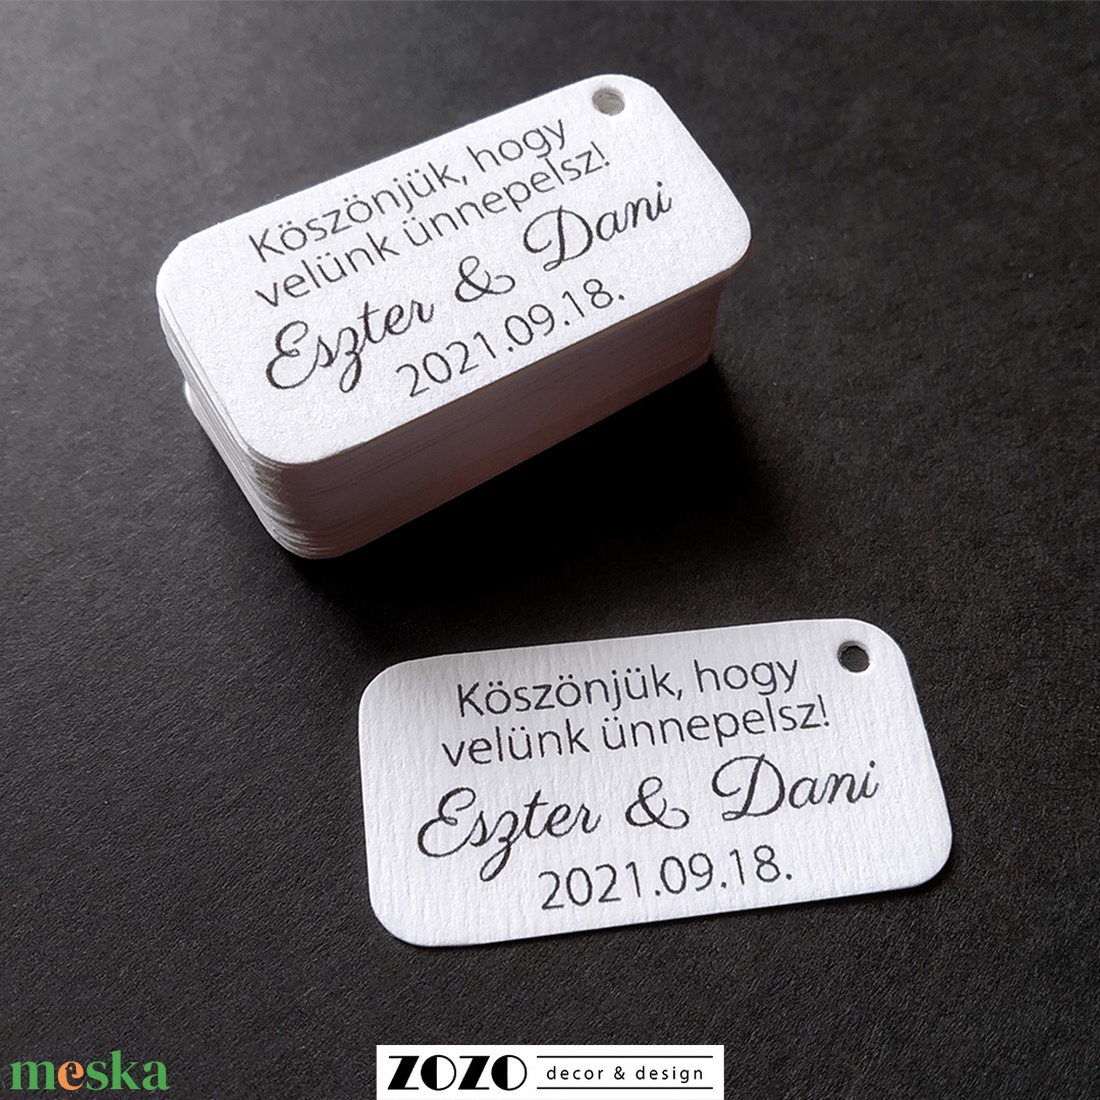 Köszönjük, hogy
velünk ünnepelsz!
Eszter & Dani
2021.09.18.
Köszönjük, hogy
velünk ünnepelsz!
Eszter & Dani
2021.09.18.
meska
ZOZO decor & design